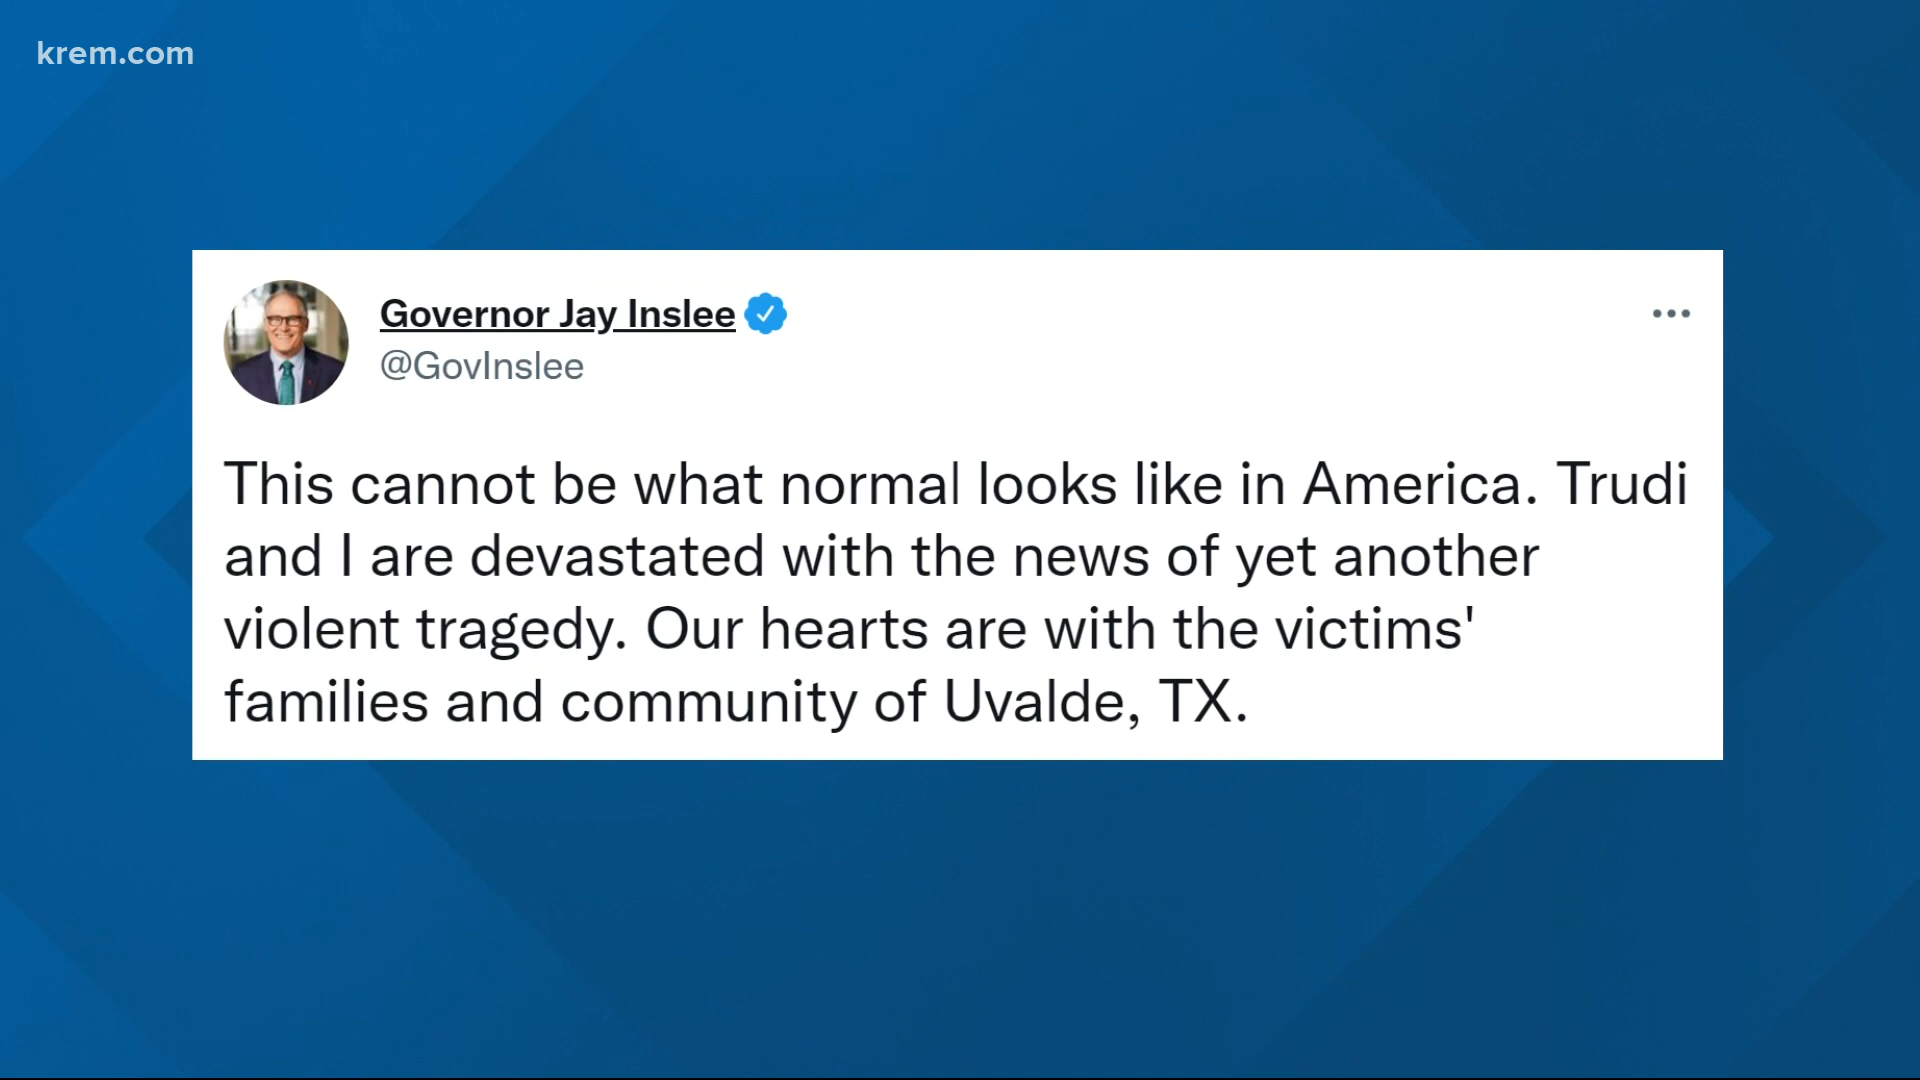 krem.com
Governor Jay Inslee
@GovInslee
This cannot be what normal looks like in America. Trudi
and I are devastated with the news of yet another
violent tragedy. Our hearts are with the victims'
families and community of Uvalde, TX.